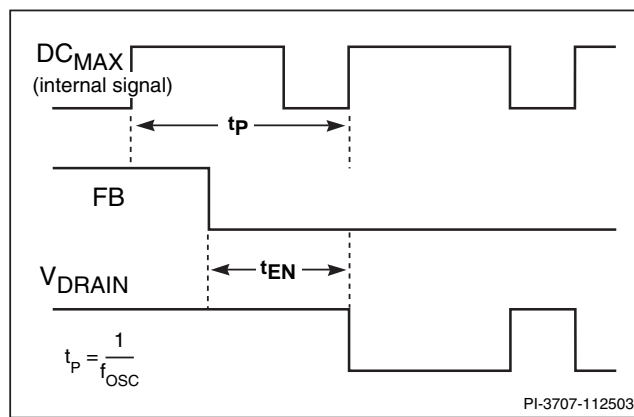 DCMAX
(internal signal)
tP
FB
tEN
VDRAIN
tP = 1/fOSC
PI-3707-112503